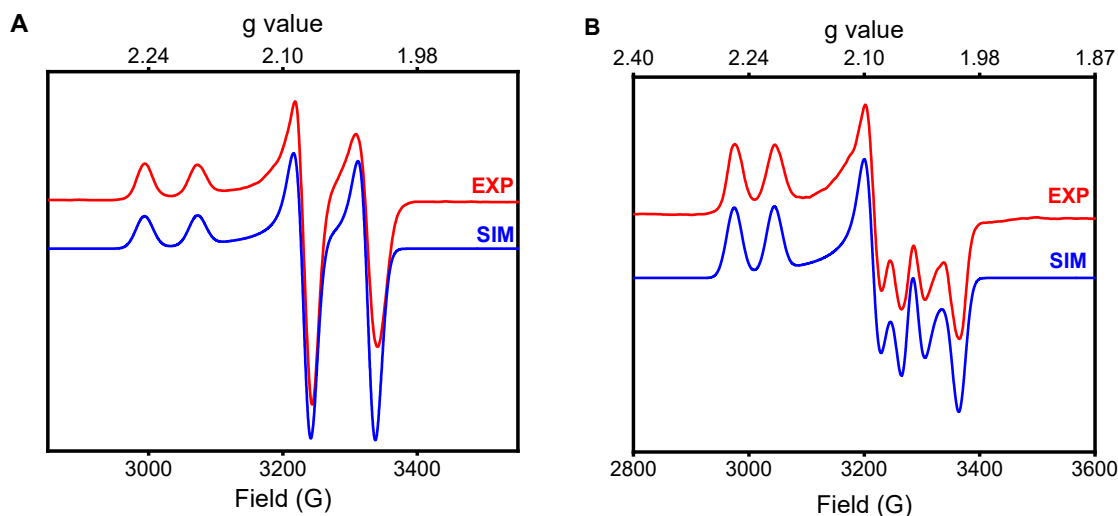 A
g value
2.24 2.10 1.98
EXP
SIM
3000 3200 3400
Field (G)
B
g value
2.40 2.24 2.10 1.98 1.87
EXP
SIM
2800 3000 3200 3400 3600
Field (G)